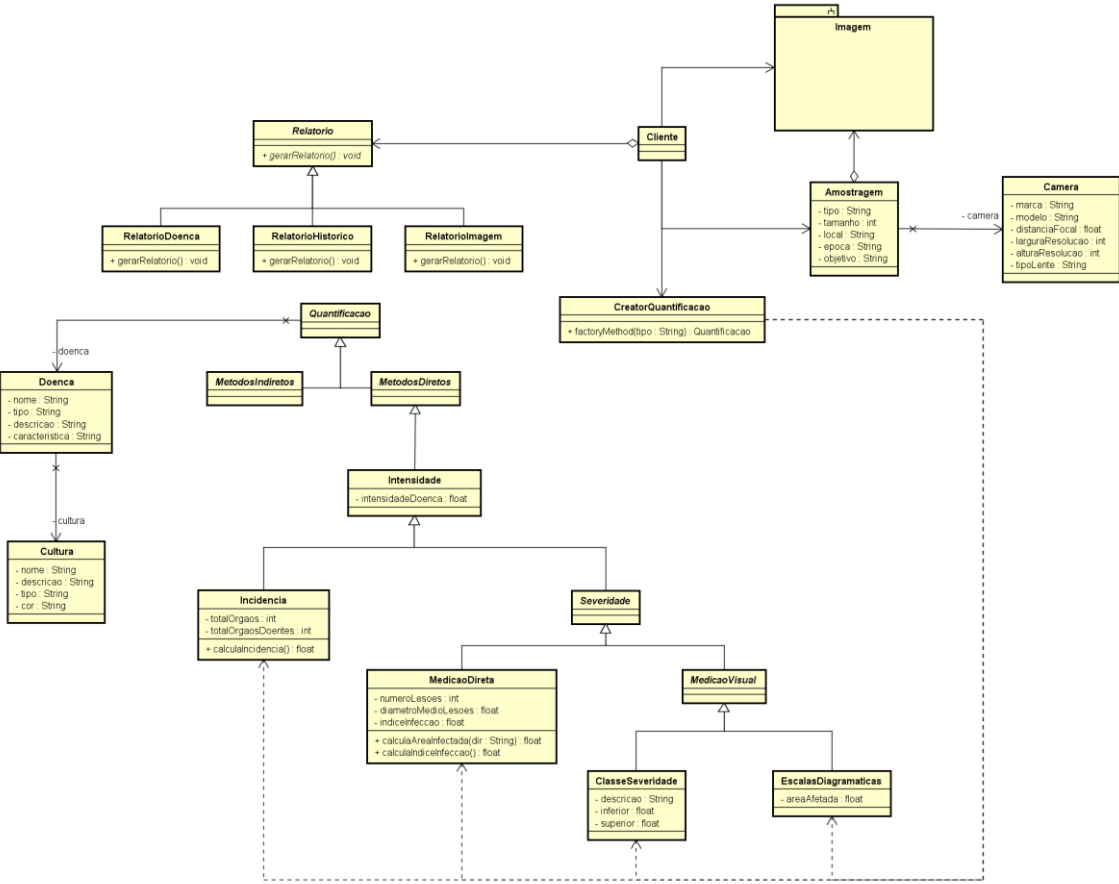 Imagem
Relatorio
+ gerarRelatorio() : void
Cliente
RelatorioDoenca
+ gerarRelatorio() : void
RelatorioHistorico
+ gerarRelatorio() : void
RelatorioImagem
+ gerarRelatorio() : void
Amostragem
- tipo : String
- tamanho : int
- local : String
- epoca : String
- objetivo : String
- camera
Camera
- marca : String
- modelo : String
- distanciaFocal : float
- larguraResolucao : int
- alturaResolucao : int
- tipoLente : String
CreatorQuantificacao
+ factoryMethod(tipo : String) : Quantificacao
Quantificacao
- doenca
Doenca
- nome : String
- tipo : String
- descricao : String
- caracteristica : String
MetodosIndiretos
MetodosDiretos
Intensidade
- intensidadeDoenca : float
- cultura
Cultura
- nome : String
- descricao : String
- tipo : String
- cor : String
Incidencia
- totalOrgaos : int
- totalOrgaosDoentes : int
+ calculaIncidencia() : float
Severidade
MedicaoDireta
- numeroLesoes : int
- diametroMedioLesoes : float
- indiceInfeccao : float
+ calculaAreaInfectada(dir : String) : float
+ calculaIndiceInfeccao() : float
MedicaoVisual
ClasseSeveridade
- descricao : String
- inferior : float
- superior : float
EscalasDiagramaticas
- areaAfetada : float